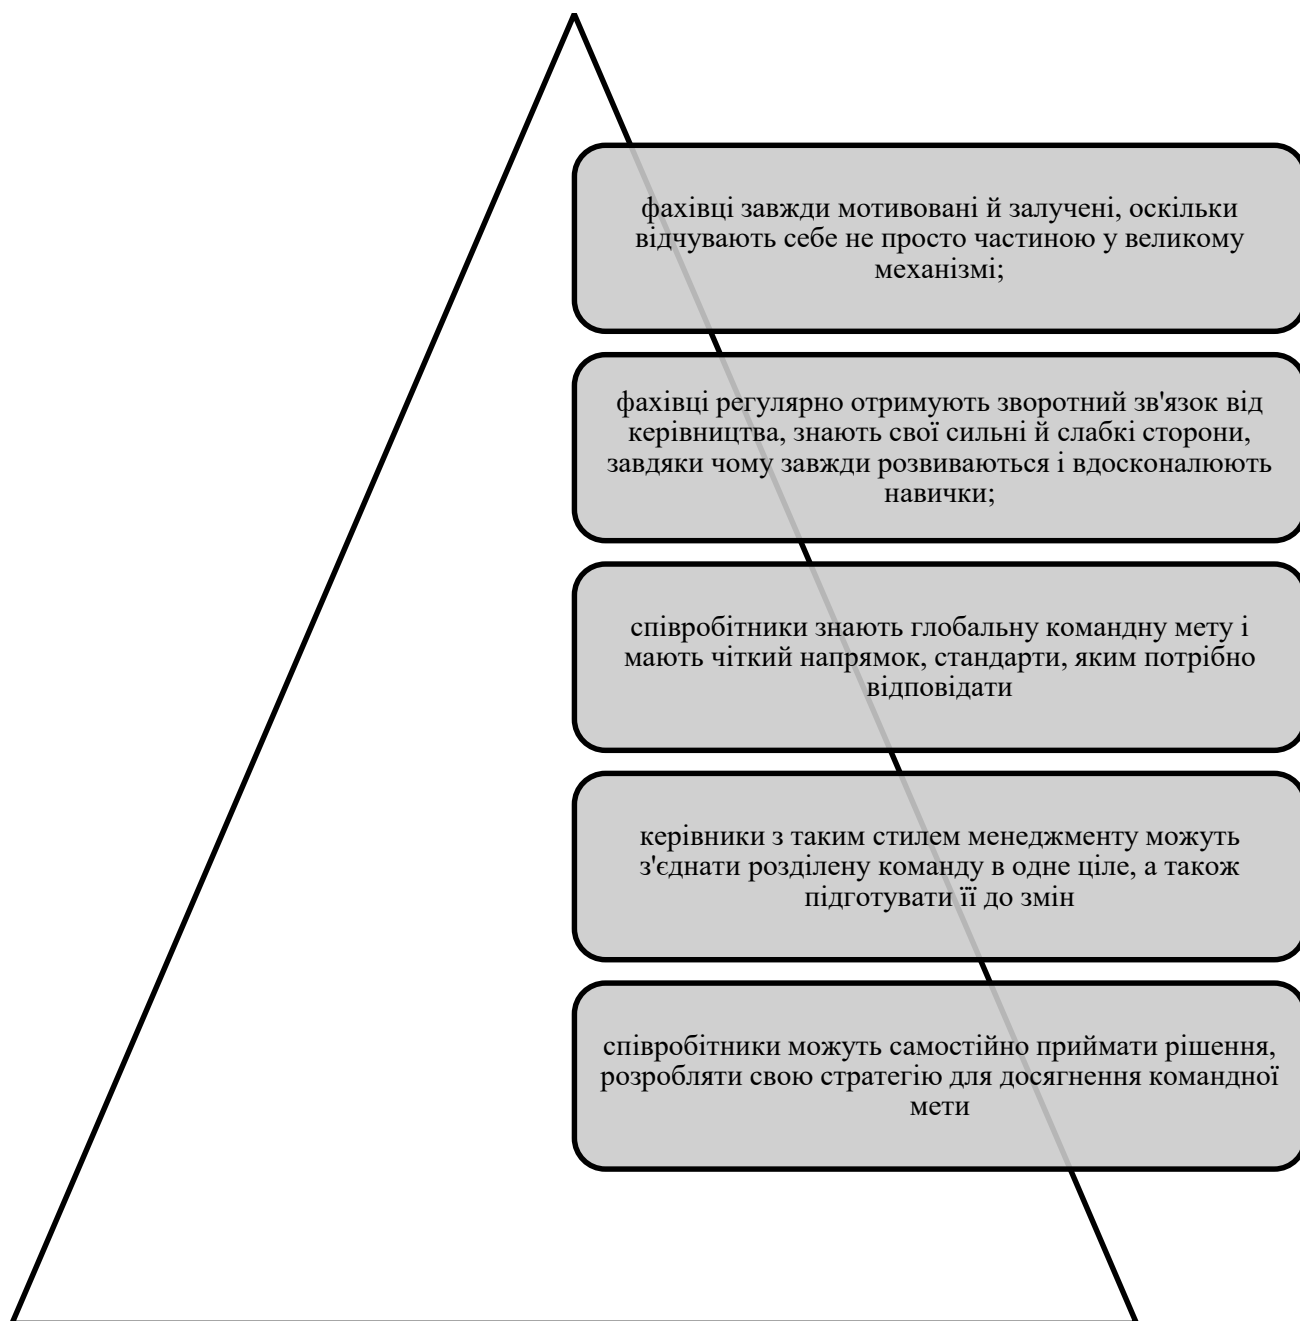 фахівці завжди мотивовані й залучені, оскільки
відчувають себе не просто частиною у великому
механізмі;
фахівці регулярно отримують зворотний зв'язок від
керівництва, знають свої сильні й слабкі сторони,
завдяки чому завжди розвиваються і вдосконалюють
навички;
співробітники знають глобальну командну мету і
мають чіткий напрямок, стандарти, яким потрібно
відповідати
керівники з таким стилем менеджменту можуть
з'єднати розділену команду в одне ціле, а також
підготувати її до змін
співробітники можуть самостійно приймати рішення,
розробляти свою стратегію для досягнення командної
мети